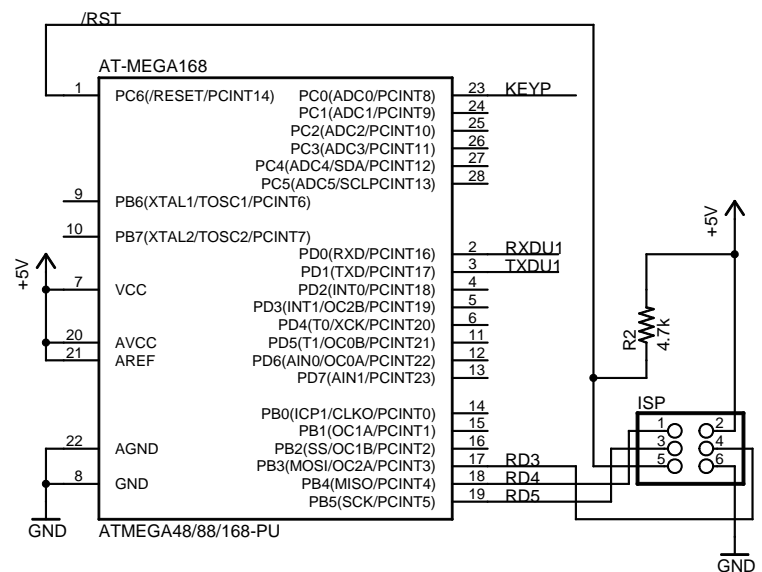 /RST
AT-MEGA168
1 PC6(/RESET/PCINT14) PC0(ADC0/PCINT8) 23 KEYP
PC1(ADC1/PCINT9) 24
PC2(ADC2/PCINT10) 25
PC3(ADC3/PCINT11) 26
PC4(ADC4/SDA/PCINT12) 27
PC5(ADC5/SCLPCINT13) 28
9 PB6(XTAL1/TOSC1/PCINT6)
10 PB7(XTAL2/TOSC2/PCINT7)
PD0(RXD/PCINT16) 2 RXDU1
PD1(TXD/PCINT17) 3 TXDU1
+5V
+5V
7 VCC PD2(INT0/PCINT18) 4
PD3(INT1/OC2B/PCINT19) 5
PD4(T0/XCK/PCINT20) 6
R2
4.7k
20 AVCC PD5(T1/OC0B/PCINT21) 11
21 AREF PD6(AIN0/OC0A/PCINT22) 12
PD7(AIN1/PCINT23) 13
ISP
PB0(ICP1/CLKO/PCINT0) 14
PB1(OC1A/PCINT1) 15
1 2
22 AGND PB2(SS/OC1B/PCINT2) 16
3 4
PB3(MOSI/OC2A/PCINT3) 17 RD3
5 6
8 GND PB4(MISO/PCINT4) 18 RD4
PB5(SCK/PCINT5) 19 RD5
GND
ATMEGA48/88/168-PU
GND